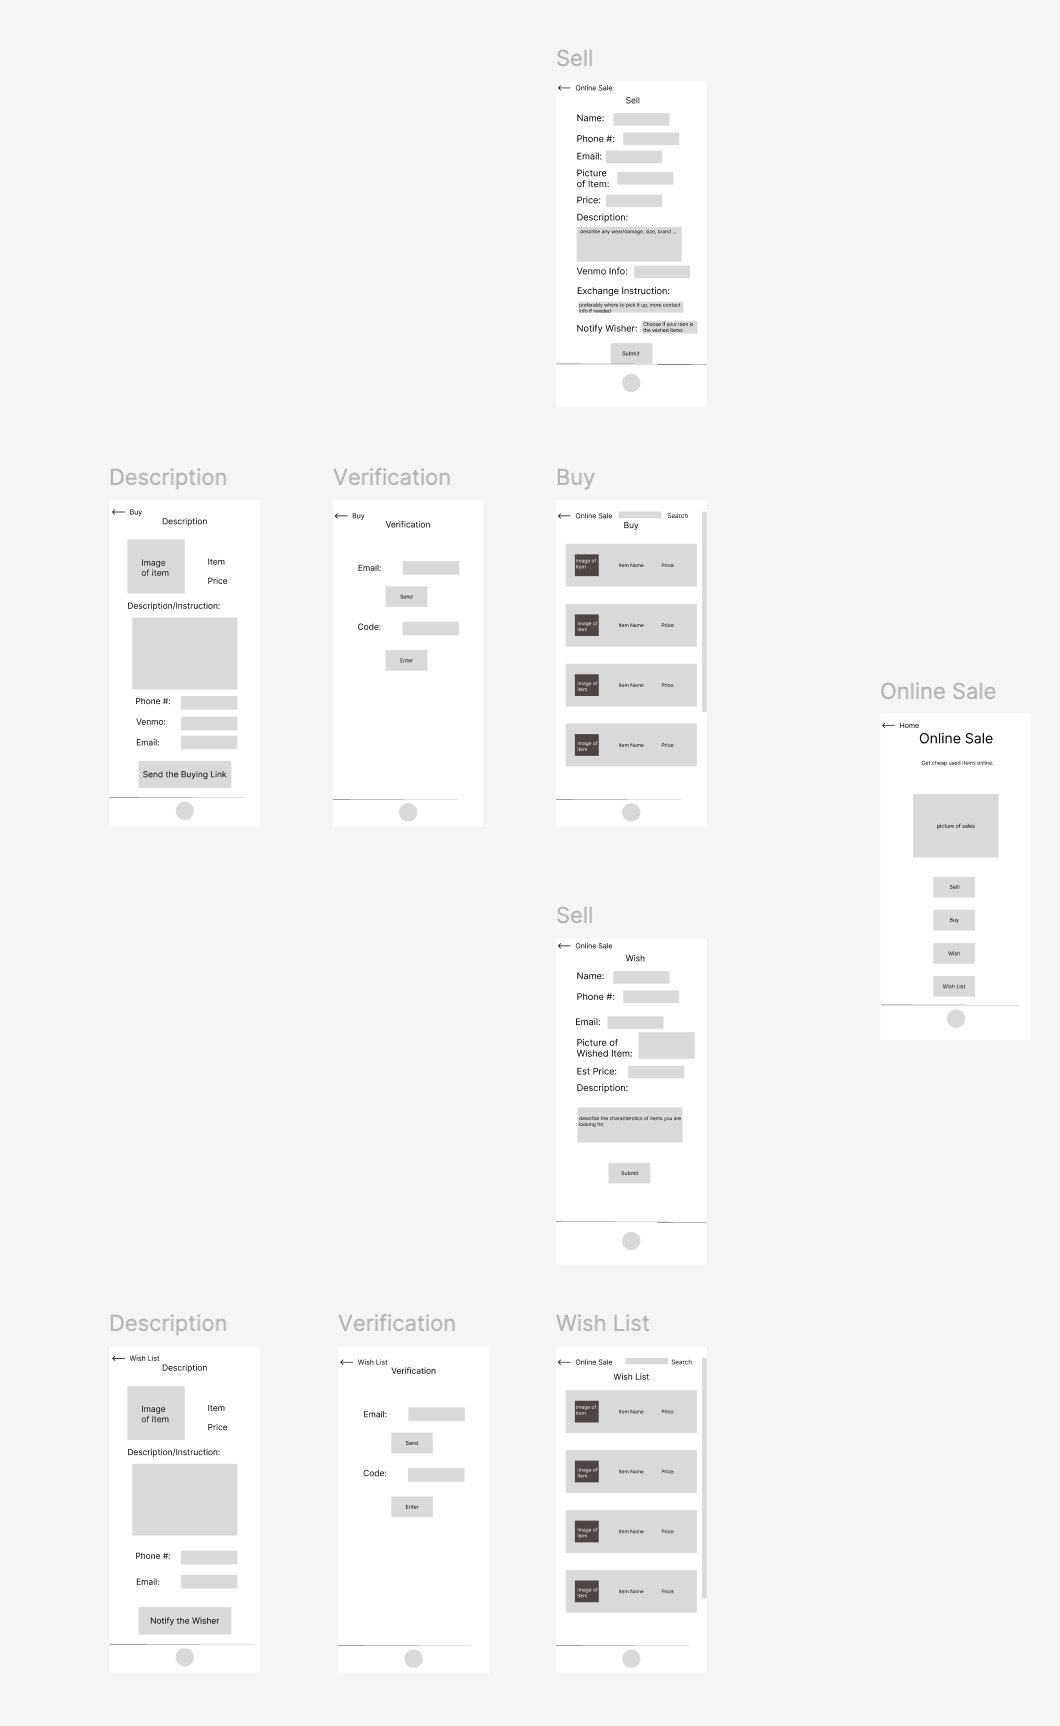 Sell
Online Sale
Sell
Name:
Phone #:
Email:
Picture
of Item:
Price:
Description:
describe any wear/damage, size, brand ...
Venmo Info:
Exchange Instruction:
preferably where to pick it up, more contact
info if needed
Notify Wisher:
Choose if your item is
the wished items
Submit
Description
Buy
Description
Image
of item
Item
Price
Description/Instruction:
Phone #:
Venmo:
Email:
Send the Buying Link
Verification
Buy
Verification
Email:
Send
Code:
Enter
Buy
Online Sale
Search
Buy
Image of
Item
Item Name
Price:
Image of
Item
Item Name
Price:
Image of
Item
Item Name
Price:
Image of
Item
Item Name
Price:
Online Sale
Home
Online Sale
Get cheap used items online.
picture of sales
Sell
Buy
Wish
Wish List
Sell
Online Sale
Wish
Name:
Phone #:
Email:
Picture of
Wished Item:
Est Price:
Description:
describe the characteristics of items you are
looking for
Submit
Description
Wish List
Description
Image
of item
Item
Price
Description/Instruction:
Phone #:
Email:
Notify the Wisher
Verification
Wish List
Verification
Email:
Send
Code:
Enter
Wish List
Online Sale
Search
Wish List
Image of
Item
Item Name
Price:
Image of
Item
Item Name
Price:
Image of
Item
Item Name
Price:
Image of
Item
Item Name
Price: